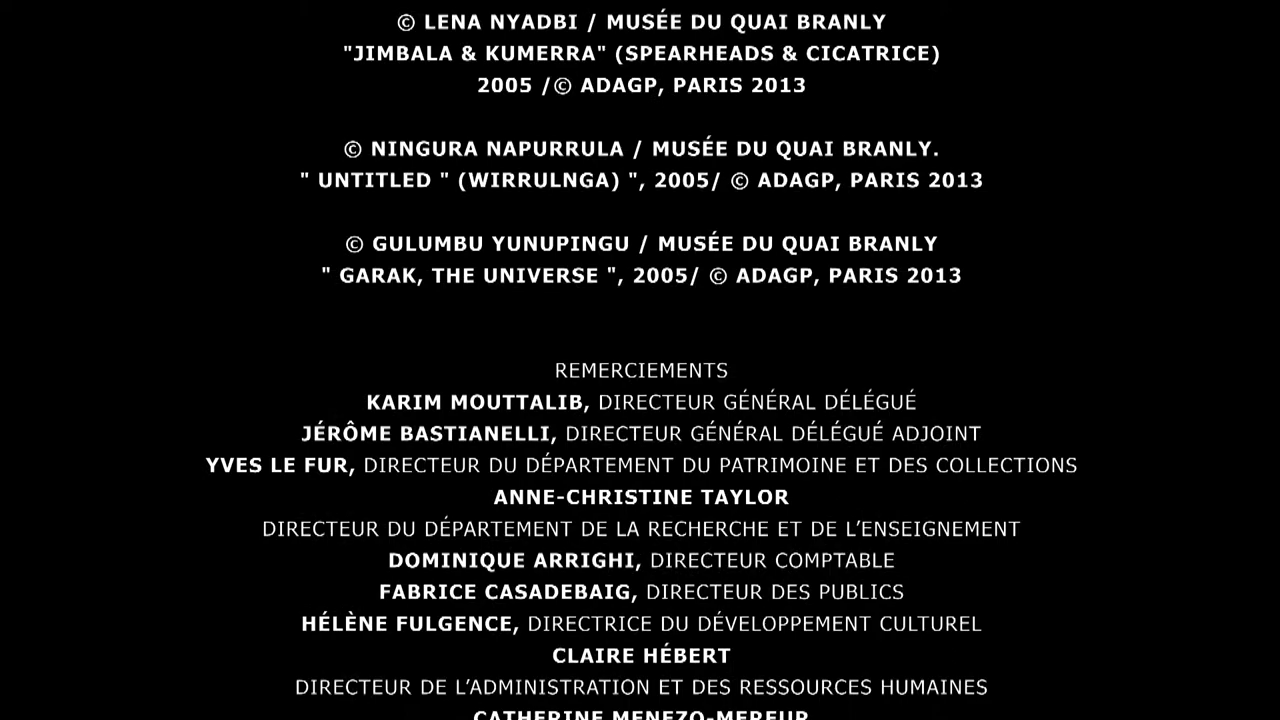 © LENA NYADBI / MUSÉE DU QUAI BRANLY
"JIMBALA & KUMERRA" (SPEARHEADS & CICATRICE)
2005 /© ADAGP, PARIS 2013
© NINGURA NAPURRULA / MUSÉE DU QUAI BRANLY.
" UNTITLED " (WIRRULNGA) ", 2005/ © ADAGP, PARIS 2013
© GULUMBU YUNUPINGU / MUSÉE DU QUAI BRANLY
" GARAK, THE UNIVERSE ", 2005/ © ADAGP, PARIS 2013
REMERCIEMENTS
KARIM MOUTTALIB, DIRECTEUR GÉNÉRAL DÉLÉGUÉ
JÉRÔME BASTIANELLI, DIRECTEUR GÉNÉRAL DÉLÉGUÉ ADJOINT
YVES LE FUR, DIRECTEUR DU DÉPARTEMENT DU PATRIMOINE ET DES COLLECTIONS
ANNE-CHRISTINE TAYLOR
DIRECTEUR DU DÉPARTEMENT DE LA RECHERCHE ET DE L’ENSEIGNEMENT
DOMINIQUE ARRIGHI, DIRECTEUR COMPTABLE
FABRICE CASADEBAIG, DIRECTEUR DES PUBLICS
HÉLÈNE FULGENCE, DIRECTRICE DU DÉVELOPPEMENT CULTUREL
CLAIRE HÉBERT
DIRECTEUR DE L’ADMINISTRATION ET DES RESSOURCES HUMAINES
CATHERINE MENEZO-MEREUR